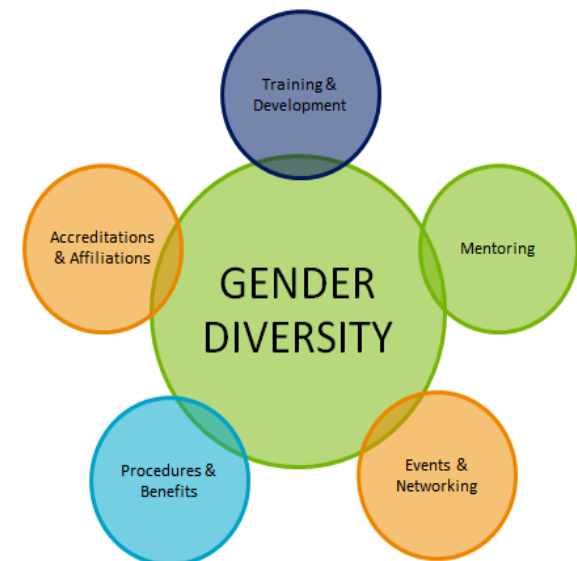 Training &
Development
Accreditations
& Affiliations
Mentoring
GENDER
DIVERSITY
Procedures &
Benefits
Events &
Networking